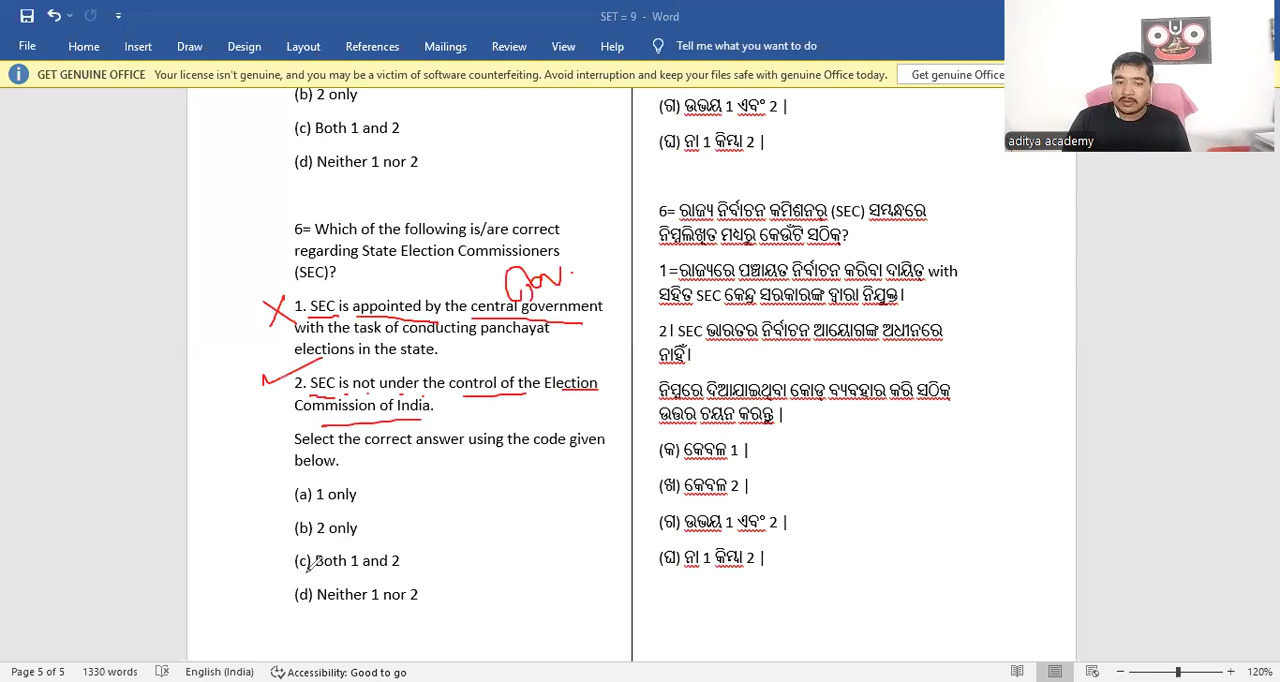 SET = 9 - Word
File Home Insert Draw Design Layout References Mailings Review View Help Tell me what you want to do
GET GENUINE OFFICE Your license isn't genuine, and you may be a victim of software counterfeiting. Avoid interruption and keep your files safe with genuine Office today. Get genuine Office
aditya academy
(b) 2 only
(c) Both 1 and 2
(d) Neither 1 nor 2
6= Which of the following is/are correct
regarding State Election Commissioners
(SEC)?
Gov.
1. SEC is appointed by the central government
with the task of conducting panchayat
elections in the state.
2. SEC is not under the control of the Election
Commission of India.
Select the correct answer using the code given
below.
(a) 1 only
(b) 2 only
(c) Both 1 and 2
(d) Neither 1 nor 2
(ଗ) ଉଭୟ 1 ଏବଂ 2 |
(ଘ) ନା 1 କିମ୍ବା 2 |
6= ରାଜ୍ୟ ନିର୍ବାଚନ କମିଶନର୍ (SEC) ସମ୍ବନ୍ଧରେ
ନିମ୍ନଲିଖିତ ମଧ୍ୟରୁ କେଉଁଟି ସଠିକ୍?
1=ରାଜ୍ୟରେ ପଞ୍ଚାୟତ ନିର୍ବାଚନ କରିବା ଦାୟିତ୍ୱ with
ସହିତ SEC କେନ୍ଦ୍ର ସରକାରଙ୍କ ଦ୍ୱାରା ନିଯୁକ୍ତ।
2। SEC ଭାରତର ନିର୍ବାଚନ ଆୟୋଗଙ୍କ ଅଧୀନରେ
ନାହିଁ।
ନିମ୍ନରେ ଦିଆଯାଇଥିବା କୋଡ୍ ବ୍ୟବହାର କରି ସଠିକ୍
ଉତ୍ତର ଚୟନ କରନ୍ତୁ |
(କ) କେବଳ 1 |
(ଖ) କେବଳ 2 |
(ଗ) ଉଭୟ 1 ଏବଂ 2 |
(ଘ) ନା 1 କିମ୍ବା 2 |
Page 5 of 5 1330 words English (India) Accessibility: Good to go 120%